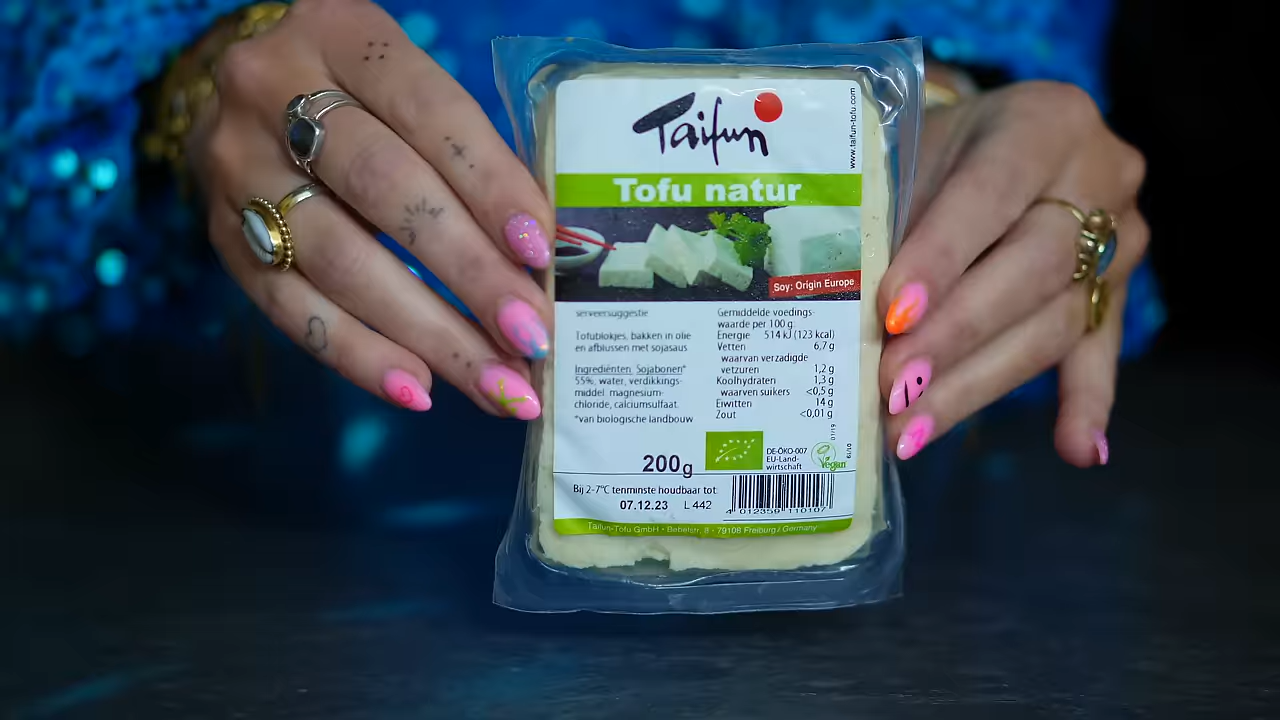 Taifun
www.taifun-tofu.com
Tofu natur
Soy: Origin Europe
serveersuggestie
Tofublokjes, bakken in olie
en afblussen met sojasaus
Ingrediënten: Sojabonen*
55%, water, verdikkings-
middel: magnesium-
chloride, calciumsulfaat.
*van biologische landbouw
Gemiddelde voedings-
waarde per 100 g:
Energie 514 kJ (123 kcal)
Vetten 6,7 g
waarvan verzadigde
vetzuren 1,2 g
Koolhydraten 1,3 g
waarven suikers <0,5 g
Eiwitten 14 g
Zout <0,01 g
200g
DE-ÖKO-007
EU-Land-
wirtschaft
Vegan
Bij 2-7°C tenminste houdbaar tot:
07.12.23 L 442
4 012359 110107
Taifun-Tofu GmbH • Bebelstr. 8 • 79108 Freiburg / Germany